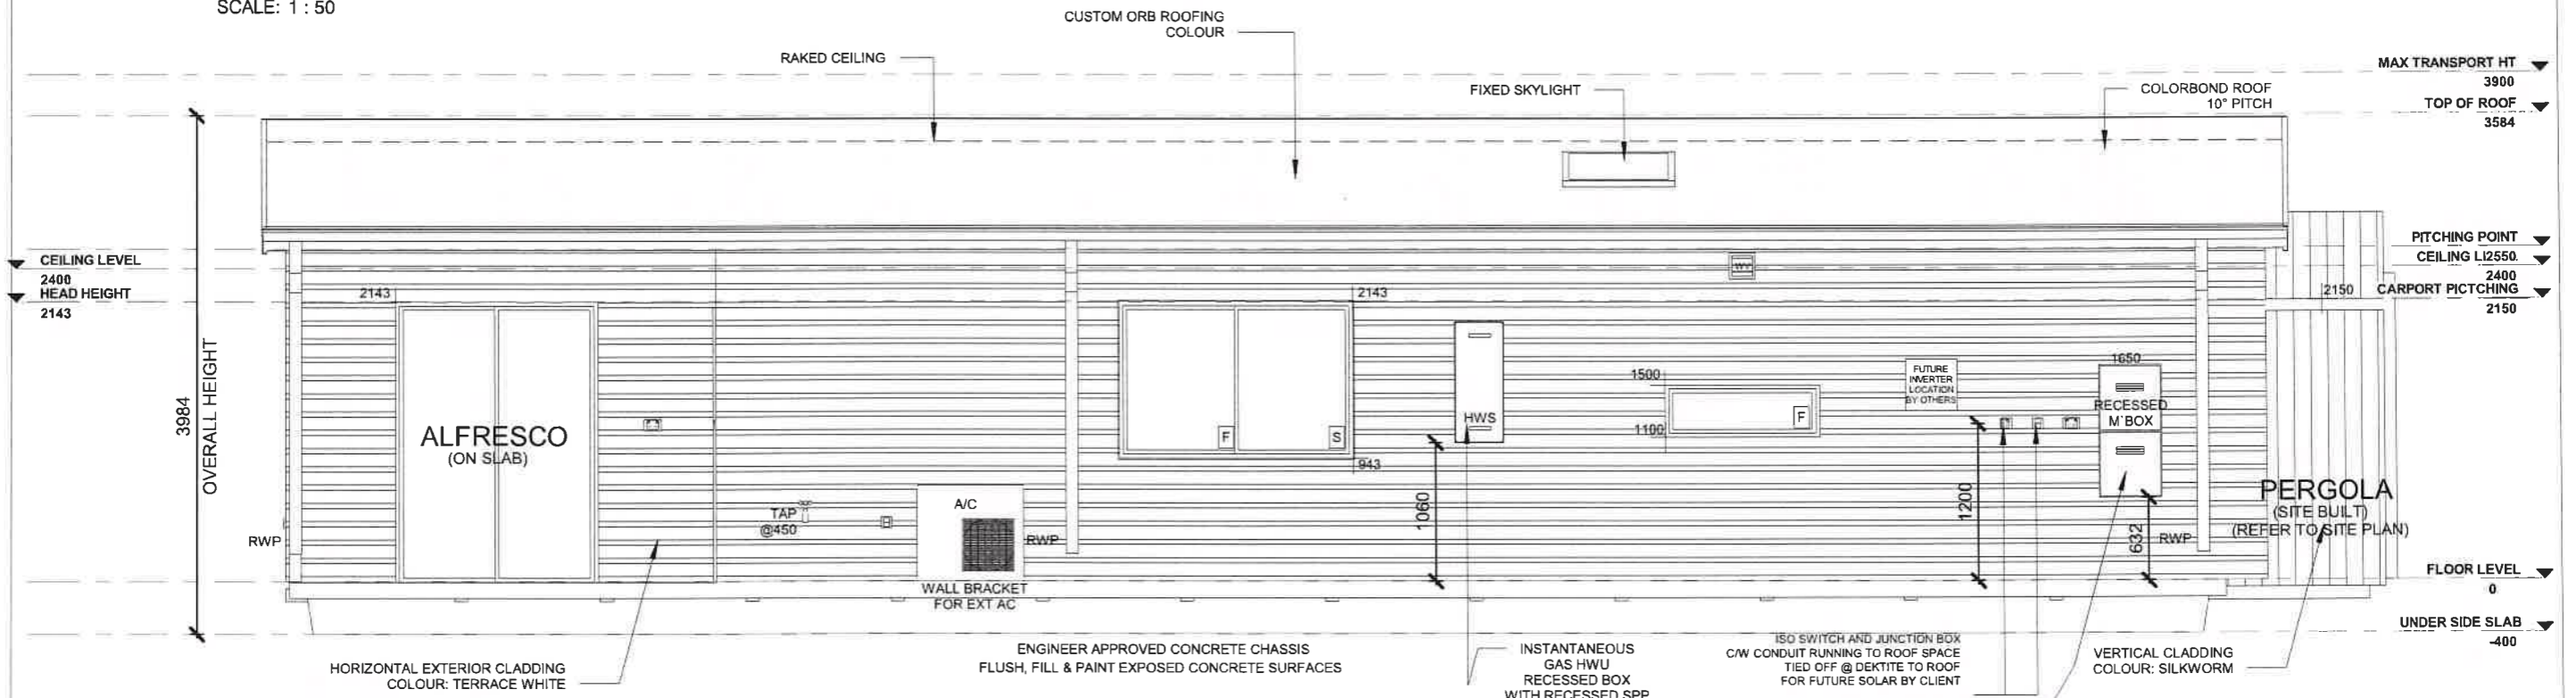 SCALE: 1 : 50
CUSTOM ORB ROOFING
COLOUR
RAKED CEILING
FIXED SKYLIGHT
COLORBOND ROOF
10° PITCH
MAX TRANSPORT HT
3900
TOP OF ROOF
3584
CEILING LEVEL
2400
HEAD HEIGHT
2143
PITCHING POINT
CEILING LI2550.
2400
CARPORT PICTCHING
2150
2150
2143
2143
WV
3984
OVERALL HEIGHT
ALFRESCO
(ON SLAB)
F
S
943
HWS
1500
1100
F
FUTURE
INVERTER
LOCATION
BY OTHERS
1650
RECESSED
M'BOX
TAP
@450
A/C
RWP
RWP
WALL BRACKET
FOR EXT AC
1060
1200
632
RWP
PERGOLA
(SITE BUILT)
(REFER TO SITE PLAN)
FLOOR LEVEL
0
UNDER SIDE SLAB
-400
HORIZONTAL EXTERIOR CLADDING
COLOUR: TERRACE WHITE
ENGINEER APPROVED CONCRETE CHASSIS
FLUSH, FILL & PAINT EXPOSED CONCRETE SURFACES
INSTANTANEOUS
GAS HWU
RECESSED BOX
WITH RECESSED SPP
ISO SWITCH AND JUNCTION BOX
C/W CONDUIT RUNNING TO ROOF SPACE
TIED OFF @ DEKTITE TO ROOF
FOR FUTURE SOLAR BY CLIENT
VERTICAL CLADDING
COLOUR: SILKWORM